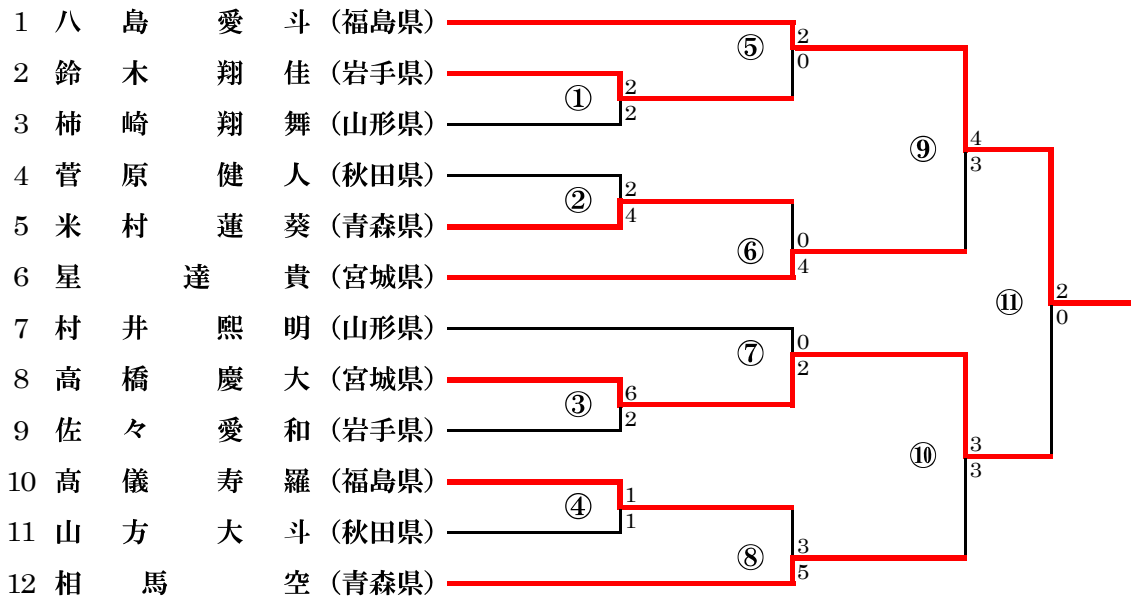 1 八島 愛斗 (福島県)
2 鈴木 翔佳 (岩手県)
3 柿崎 翔舞 (山形県)
4 菅原 健人 (秋田県)
5 米村 蓮葵 (青森県)
6 星 達貴 (宮城県)
7 村井 熙明 (山形県)
8 高橋 慶大 (宮城県)
9 佐々 愛和 (岩手県)
10 髙儀 寿羅 (福島県)
11 山方 大斗 (秋田県)
12 相馬 空 (青森県)
①
2
2
②
2
4
③
6
2
④
1
1
⑤
2
0
⑥
0
4
⑦
0
2
⑧
3
5
⑨
4
3
⑩
3
3
⑪
2
0